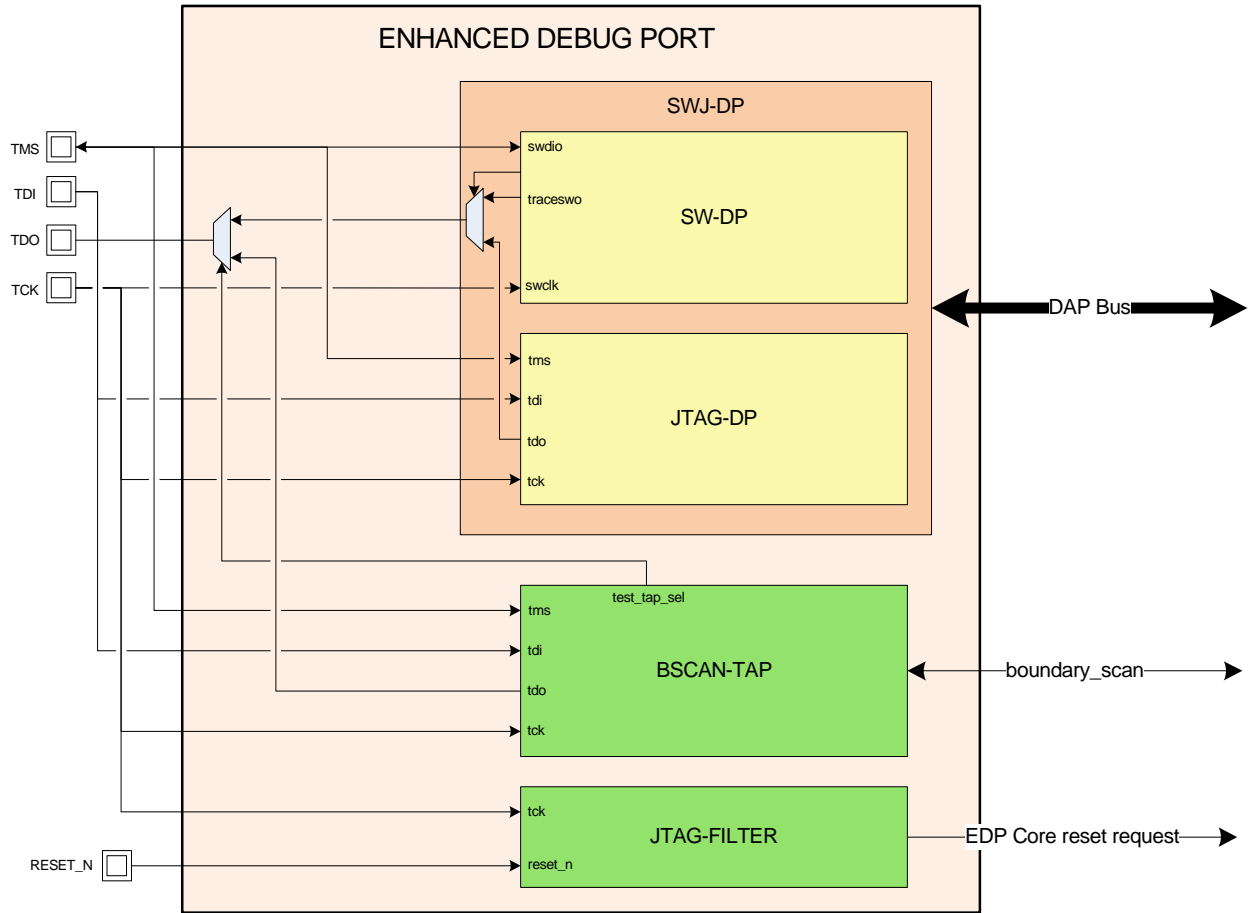 ENHANCED DEBUG PORT
SWJ-DP
TMS
swdio
TDI
traceswo
SW-DP
TDO
TCK
swclk
DAP Bus
tms
tdi
JTAG-DP
tdo
tck
test_tap_sel
tms
tdi
BSCAN-TAP
boundary_scan
tdo
tck
tck
JTAG-FILTER
EDP Core reset request
RESET_N
reset_n